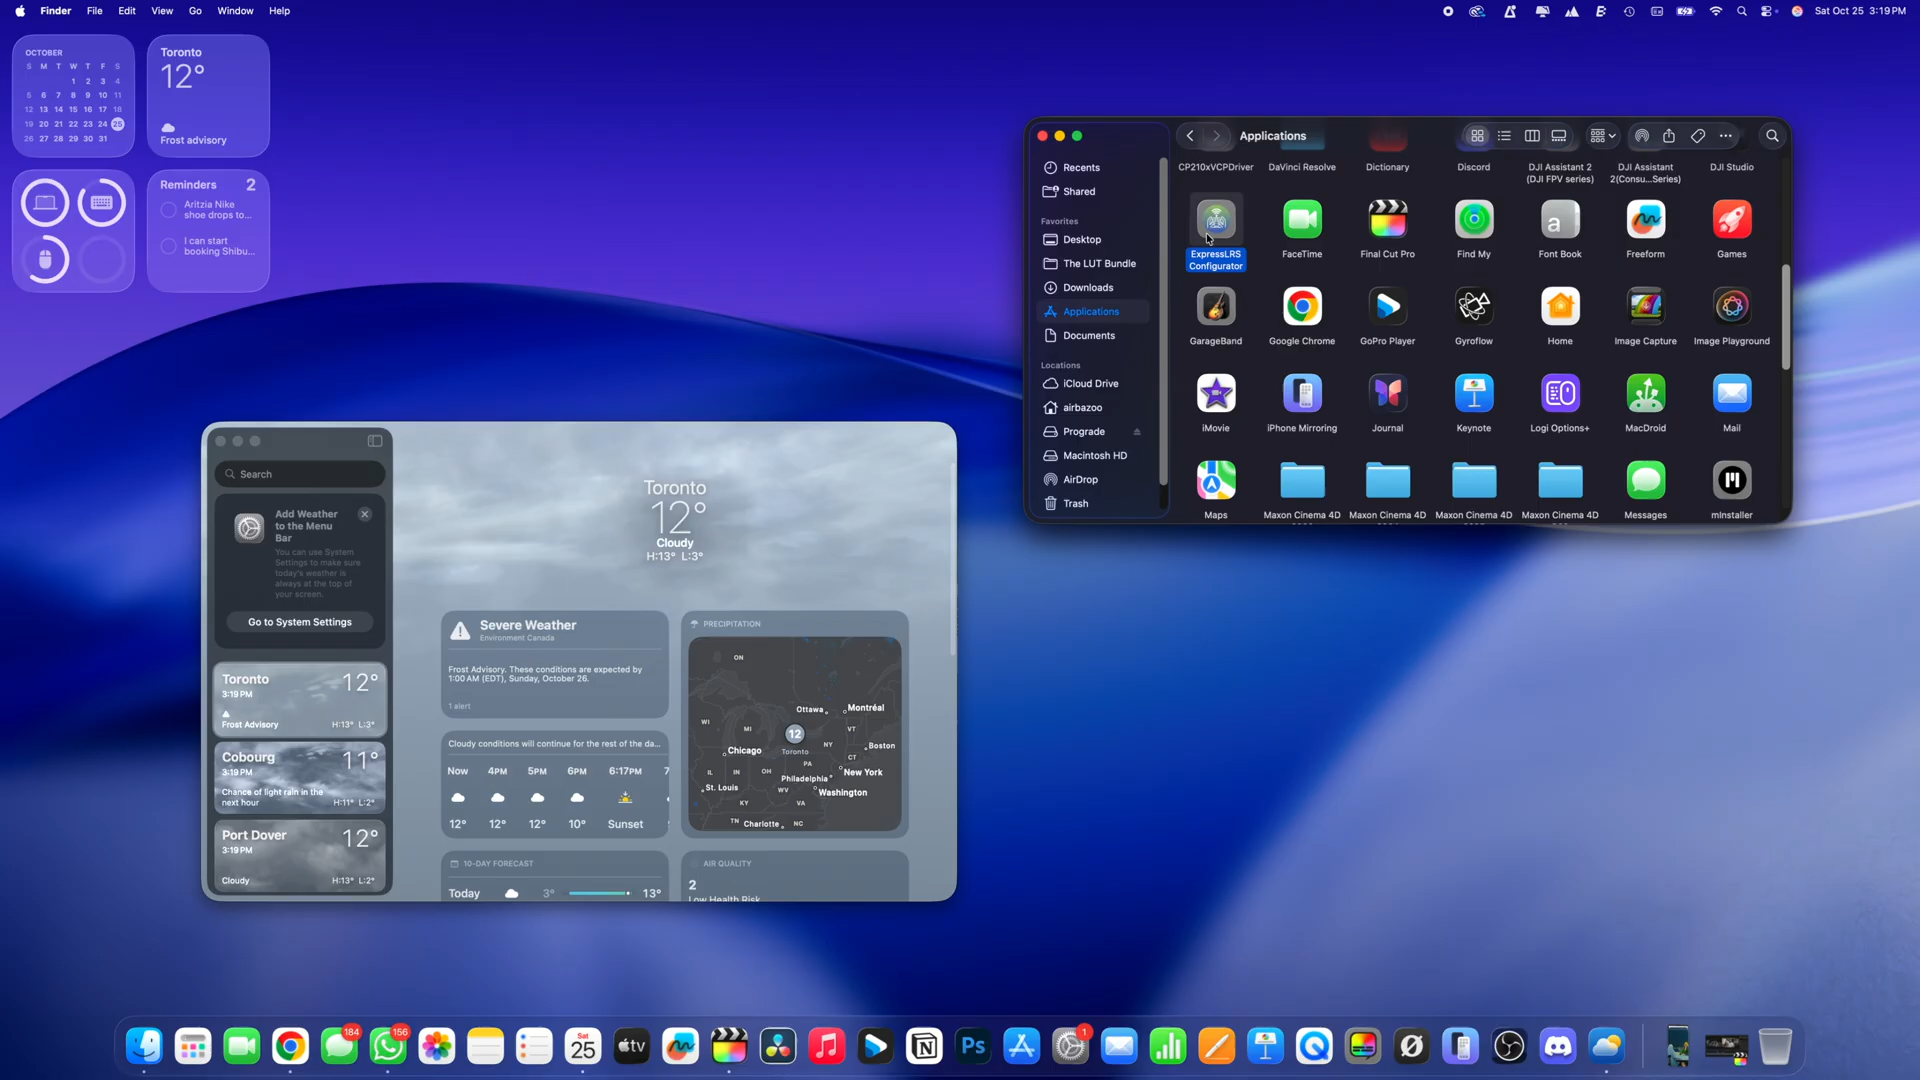 Finder File Edit View Go Window Help
Sat Oct 25 3:19 PM
OCTOBER
S M T W T F S
1 2 3 4
5 6 7 8 9 10 11
12 13 14 15 16 17 18
19 20 21 22 23 24 25
26 27 28 29 30 31
Toronto
12°
Frost advisory
Reminders 2
Aritzia Nike
shoe drops to...
I can start
booking Shibu...
Applications
Recents
Shared
Favorites
Desktop
The LUT Bundle
Downloads
Applications
Documents
Locations
iCloud Drive
airbazoo
Prograde
Macintosh HD
AirDrop
Trash
CP210xVCPDriver DaVinci Resolve Dictionary Discord DJI Assistant 2 DJI Assistant DJI Studio
(DJI FPV series) 2(Consu...Series)
ExpressLRS FaceTime Final Cut Pro Find My Font Book Freeform Games
Configurator
GarageBand Google Chrome GoPro Player Gyroflow Home Image Capture Image Playground
iMovie iPhone Mirroring Journal Keynote Logi Options+ MacDroid Mail
Maps Maxon Cinema 4D Maxon Cinema 4D Maxon Cinema 4D Maxon Cinema 4D Messages mInstaller
Search
Add Weather
to the Menu
Bar
You can use System
Settings to make sure
today's weather is
always at the top of
your screen.
Go to System Settings
Toronto 12°
3:19 PM
Frost Advisory H:13° L:3°
Cobourg 11°
3:19 PM
Chance of light rain in the
next hour H:11° L:2°
Port Dover 12°
3:19 PM
Cloudy H:13° L:2°
Toronto
12°
Cloudy
H:13° L:3°
Severe Weather
Environment Canada
Frost Advisory. These conditions are expected by
1:00 AM (EDT), Sunday, October 26.
1 alert
Cloudy conditions will continue for the rest of the da...
Now 4PM 5PM 6PM 6:17PM 7
12° 12° 12° 10° Sunset
10-DAY FORECAST
Today 3° 13°
PRECIPITATION
ON
Ottawa Montréal
WI
MI VT
12
NY Boston
Chicago Toronto
CT
PA
IL IN OH New York
Philadelphia
St. Louis WV Washington
KY VA
TN Charlotte NC
AIR QUALITY
2
Low Health Risk
184
156
Sat
25
tv
Ps
1